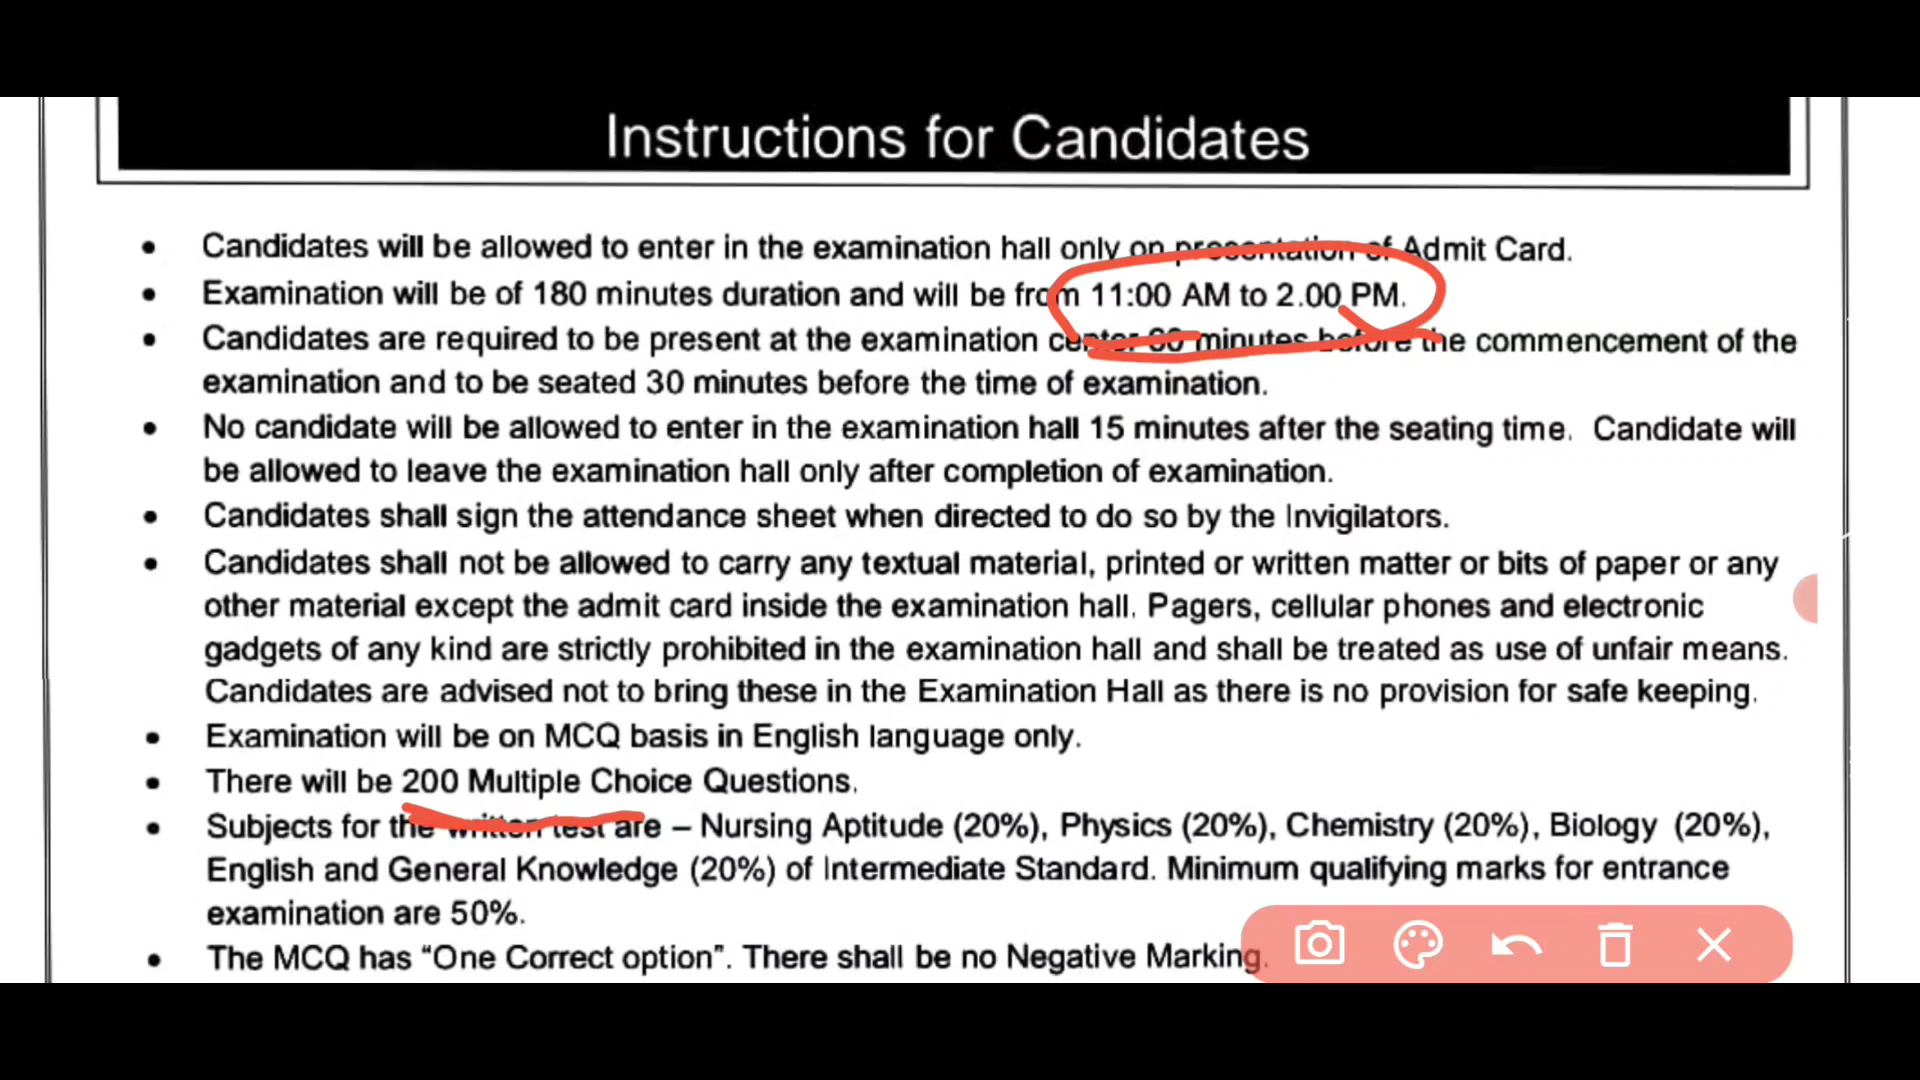 Instructions for Candidates
• Candidates will be allowed to enter in the examination hall only on presentation of Admit Card.
• Examination will be of 180 minutes duration and will be from 11:00 AM to 2.00 PM.
• Candidates are required to be present at the examination center minutes before the commencement of the
examination and to be seated 30 minutes before the time of examination.
• No candidate will be allowed to enter in the examination hall 15 minutes after the seating time. Candidate will
be allowed to leave the examination hall only after completion of examination.
• Candidates shall sign the attendance sheet when directed to do so by the Invigilators.
• Candidates shall not be allowed to carry any textual material, printed or written matter or bits of paper or any
other material except the admit card inside the examination hall. Pagers, cellular phones and electronic
gadgets of any kind are strictly prohibited in the examination hall and shall be treated as use of unfair means.
Candidates are advised not to bring these in the Examination Hall as there is no provision for safe keeping.
• Examination will be on MCQ basis in English language only.
• There will be 200 Multiple Choice Questions.
• Subjects for the written test are – Nursing Aptitude (20%), Physics (20%), Chemistry (20%), Biology (20%),
English and General Knowledge (20%) of Intermediate Standard. Minimum qualifying marks for entrance
examination are 50%.
• The MCQ has “One Correct option”. There shall be no Negative Marking.